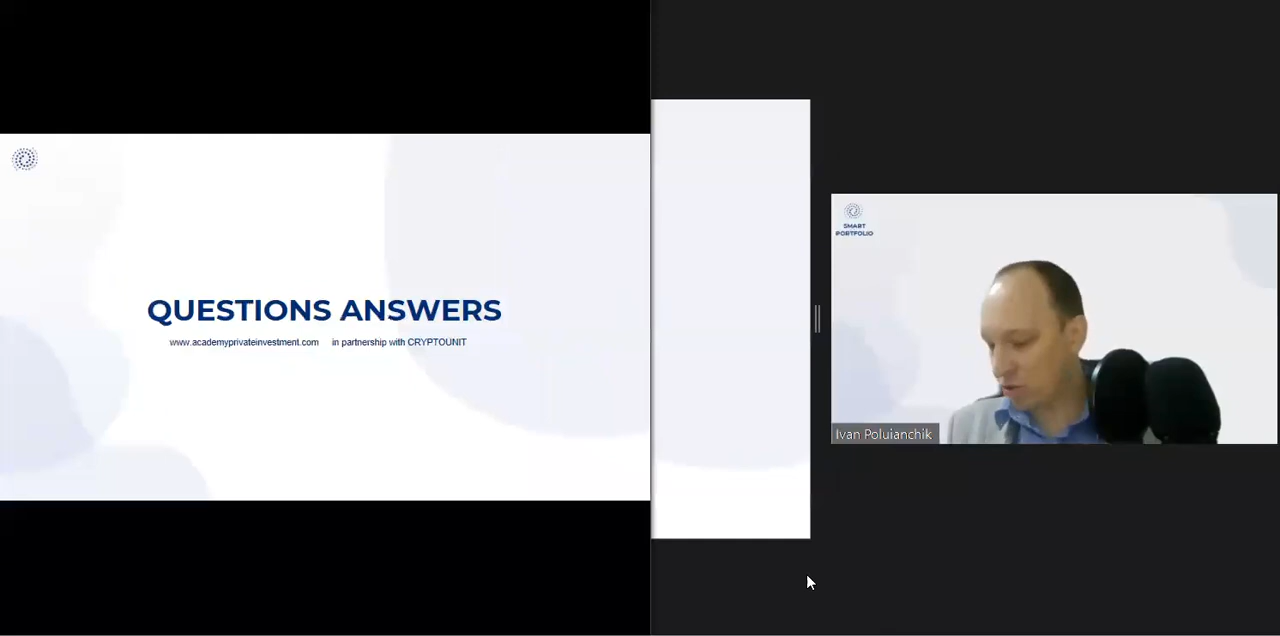 QUESTIONS ANSWERS
www.academyprivateinvestment.com in partnership with CRYPTOUNIT
SMART
PORTFOLIO
Ivan Poluianchik